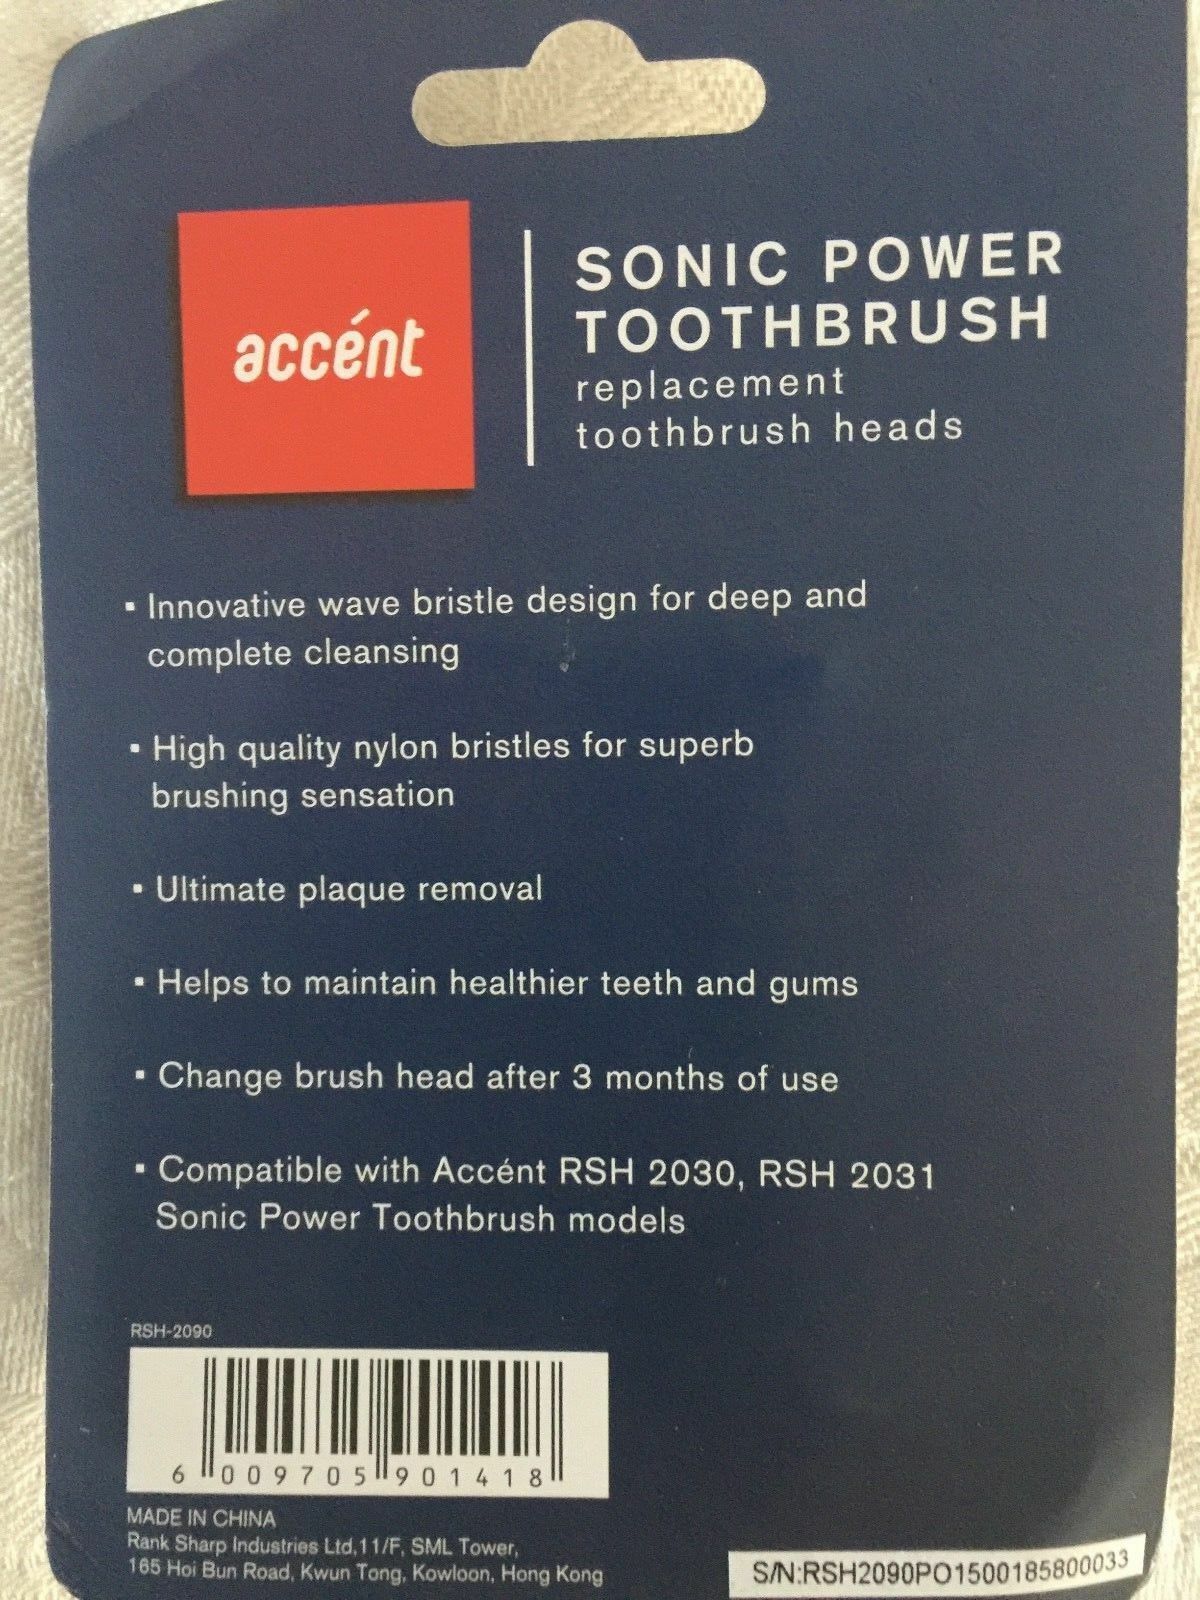 accént
SONIC POWER
TOOTHBRUSH
replacement
toothbrush heads
▪ Innovative wave bristle design for deep and
complete cleansing
▪ High quality nylon bristles for superb
brushing sensation
▪ Ultimate plaque removal
▪ Helps to maintain healthier teeth and gums
▪ Change brush head after 3 months of use
▪ Compatible with Accént RSH 2030, RSH 2031
Sonic Power Toothbrush models
RSH-2090
6 009705 901418
MADE IN CHINA
Rank Sharp Industries Ltd,11/F, SML Tower,
165 Hoi Bun Road, Kwun Tong, Kowloon, Hong Kong
S/N:RSH2090PO1500185800033